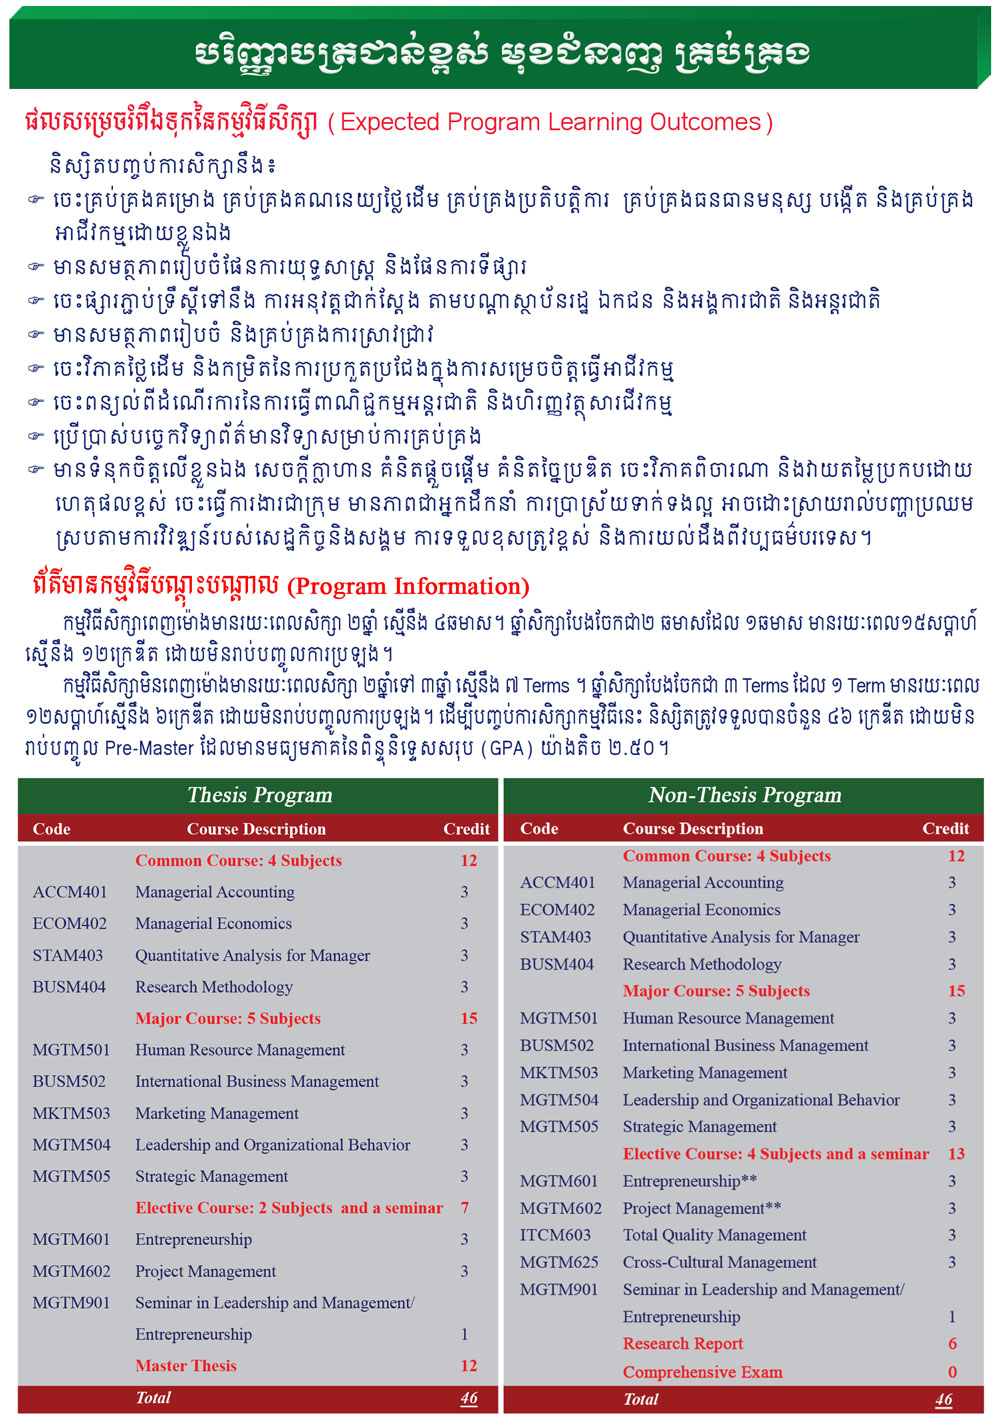 បរិញ្ញាបត្រជាន់ខ្ពស់ មុខជំនាញ គ្រប់គ្រង
ផលសម្រេចរំពឹងទុកនៃកម្មវិធីសិក្សា (Expected Program Learning Outcomes)
និស្សិតបញ្ចប់ការសិក្សានឹង៖
☞ ចេះគ្រប់គ្រងគម្រោង គ្រប់គ្រងគណនេយ្យថ្លៃដើម គ្រប់គ្រងប្រតិបត្តិការ គ្រប់គ្រងធនធានមនុស្ស បង្កើត និងគ្រប់គ្រង
អាជីវកម្មដោយខ្លួនឯង
☞ មានសមត្ថភាពរៀបចំផែនការយុទ្ធសាស្ត្រ និងផែនការទីផ្សារ
☞ ចេះផ្សារភ្ជាប់ទ្រឹស្តីទៅនឹង ការអនុវត្តជាក់ស្តែង តាមបណ្តាស្ថាប័នរដ្ឋ ឯកជន និងអង្គការជាតិ និងអន្តរជាតិ
☞ មានសមត្ថភាពរៀបចំ និងគ្រប់គ្រងការស្រាវជ្រាវ
☞ ចេះវិភាគថ្លៃដើម និងកម្រិតនៃការប្រកួតប្រជែងក្នុងការសម្រេចចិត្តធ្វើអាជីវកម្ម
☞ ចេះពន្យល់ពីដំណើរការនៃការធ្វើពាណិជ្ជកម្មអន្តរជាតិ និងហិរញ្ញវត្ថុសារជីវកម្ម
☞ ប្រើប្រាស់បច្ចេកវិទ្យាព័ត៌មានវិទ្យាសម្រាប់ការគ្រប់គ្រង
☞ មានទំនុកចិត្តលើខ្លួនឯង សេចក្តីក្លាហាន គំនិតផ្តួចផ្តើម គំនិតច្នៃប្រឌិត ចេះវិភាគពិចារណា និងវាយតម្លៃប្រកបដោយ
ហេតុផលខ្ពស់ ចេះធ្វើការងារជាក្រុម មានភាពជាអ្នកដឹកនាំ ការប្រាស្រ័យទាក់ទងល្អ អាចដោះស្រាយរាល់បញ្ហាប្រឈម
ស្របតាមការវិវឌ្ឍន៍របស់សេដ្ឋកិច្ចនិងសង្គម ការទទួលខុសត្រូវខ្ពស់ និងការយល់ដឹងពីវប្បធម៌បរទេស។
ព័ត៌មានកម្មវិធីបណ្តុះបណ្តាល (Program Information)
កម្មវិធីសិក្សាពេញម៉ោងមានរយៈពេលសិក្សា ២ឆ្នាំ ស្មើនឹង ៤ឆមាស។ ឆ្នាំសិក្សាបែងចែកជា២ ឆមាសដែល ១ឆមាស មានរយៈពេល១៥សប្តាហ៍
ស្មើនឹង ១២ក្រេឌីត ដោយមិនរាប់បញ្ចូលការប្រឡង។
កម្មវិធីសិក្សាមិនពេញម៉ោងមានរយៈពេលសិក្សា ២ឆ្នាំទៅ ៣ឆ្នាំ ស្មើនឹង ៧ Terms ។ ឆ្នាំសិក្សាបែងចែកជា ៣ Terms ដែល ១ Term មានរយៈពេល
១២សប្តាហ៍ស្មើនឹង ៦ក្រេឌីត ដោយមិនរាប់បញ្ចូលការប្រឡង។ ដើម្បីបញ្ចប់ការសិក្សាកម្មវិធីនេះ និស្សិតត្រូវទទួលបានចំនួន ៤៦ ក្រេឌីត ដោយមិន
រាប់បញ្ចូល Pre-Master ដែលមានមធ្យមភាគនៃពិន្ទុនិទ្ទេសសរុប (GPA) យ៉ាងតិច ២.៥០។
Thesis Program
Code Course Description Credit
Common Course: 4 Subjects 12
ACCM401 Managerial Accounting 3
ECOM402 Managerial Economics 3
STAM403 Quantitative Analysis for Manager 3
BUSM404 Research Methodology 3
Major Course: 5 Subjects 15
MGTM501 Human Resource Management 3
BUSM502 International Business Management 3
MKTM503 Marketing Management 3
MGTM504 Leadership and Organizational Behavior 3
MGTM505 Strategic Management 3
Elective Course: 2 Subjects and a seminar 7
MGTM601 Entrepreneurship 3
MGTM602 Project Management 3
MGTM901 Seminar in Leadership and Management/
Entrepreneurship 1
Master Thesis 12
Total 46
Non-Thesis Program
Code Course Description Credit
Common Course: 4 Subjects 12
ACCM401 Managerial Accounting 3
ECOM402 Managerial Economics 3
STAM403 Quantitative Analysis for Manager 3
BUSM404 Research Methodology 3
Major Course: 5 Subjects 15
MGTM501 Human Resource Management 3
BUSM502 International Business Management 3
MKTM503 Marketing Management 3
MGTM504 Leadership and Organizational Behavior 3
MGTM505 Strategic Management 3
Elective Course: 4 Subjects and a seminar 13
MGTM601 Entrepreneurship** 3
MGTM602 Project Management** 3
ITCM603 Total Quality Management 3
MGTM625 Cross-Cultural Management 3
MGTM901 Seminar in Leadership and Management/
Entrepreneurship 1
Research Report 6
Comprehensive Exam 0
Total 46